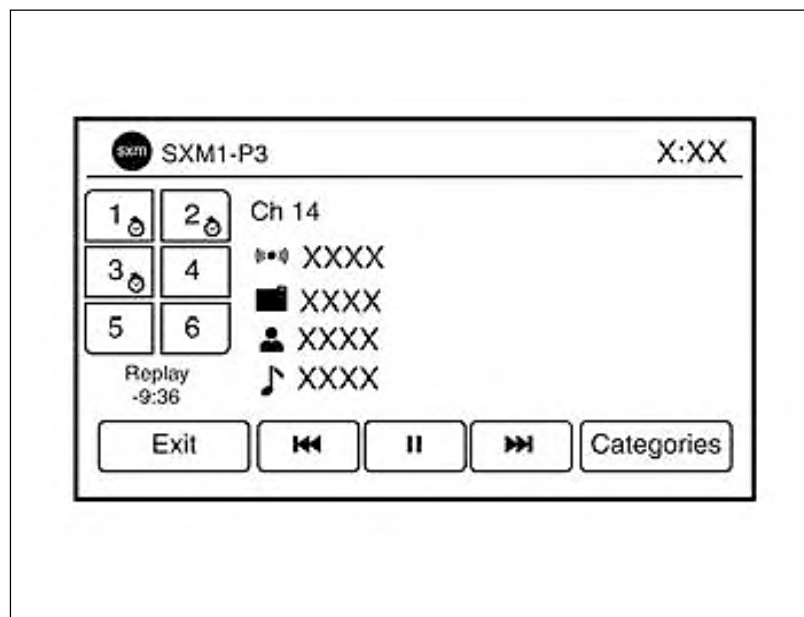 sxm SXM1-P3 X:XX
1 2 Ch 14
XXXX
3 4
XXXX
5 6 XXXX
Replay XXXX
-9:36
Exit Categories